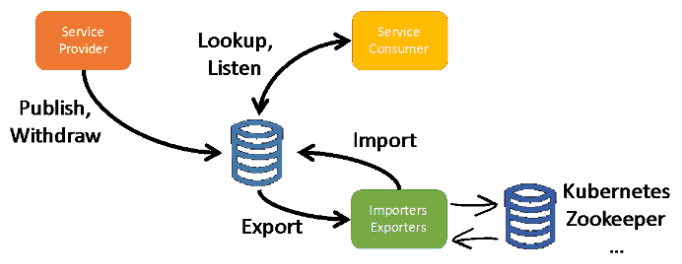 Service
Provider
Lookup,
Listen
Service
Consumer
Publish,
Withdraw
Import
Export
Importers
Exporters
Kubernetes
Zookeeper
...